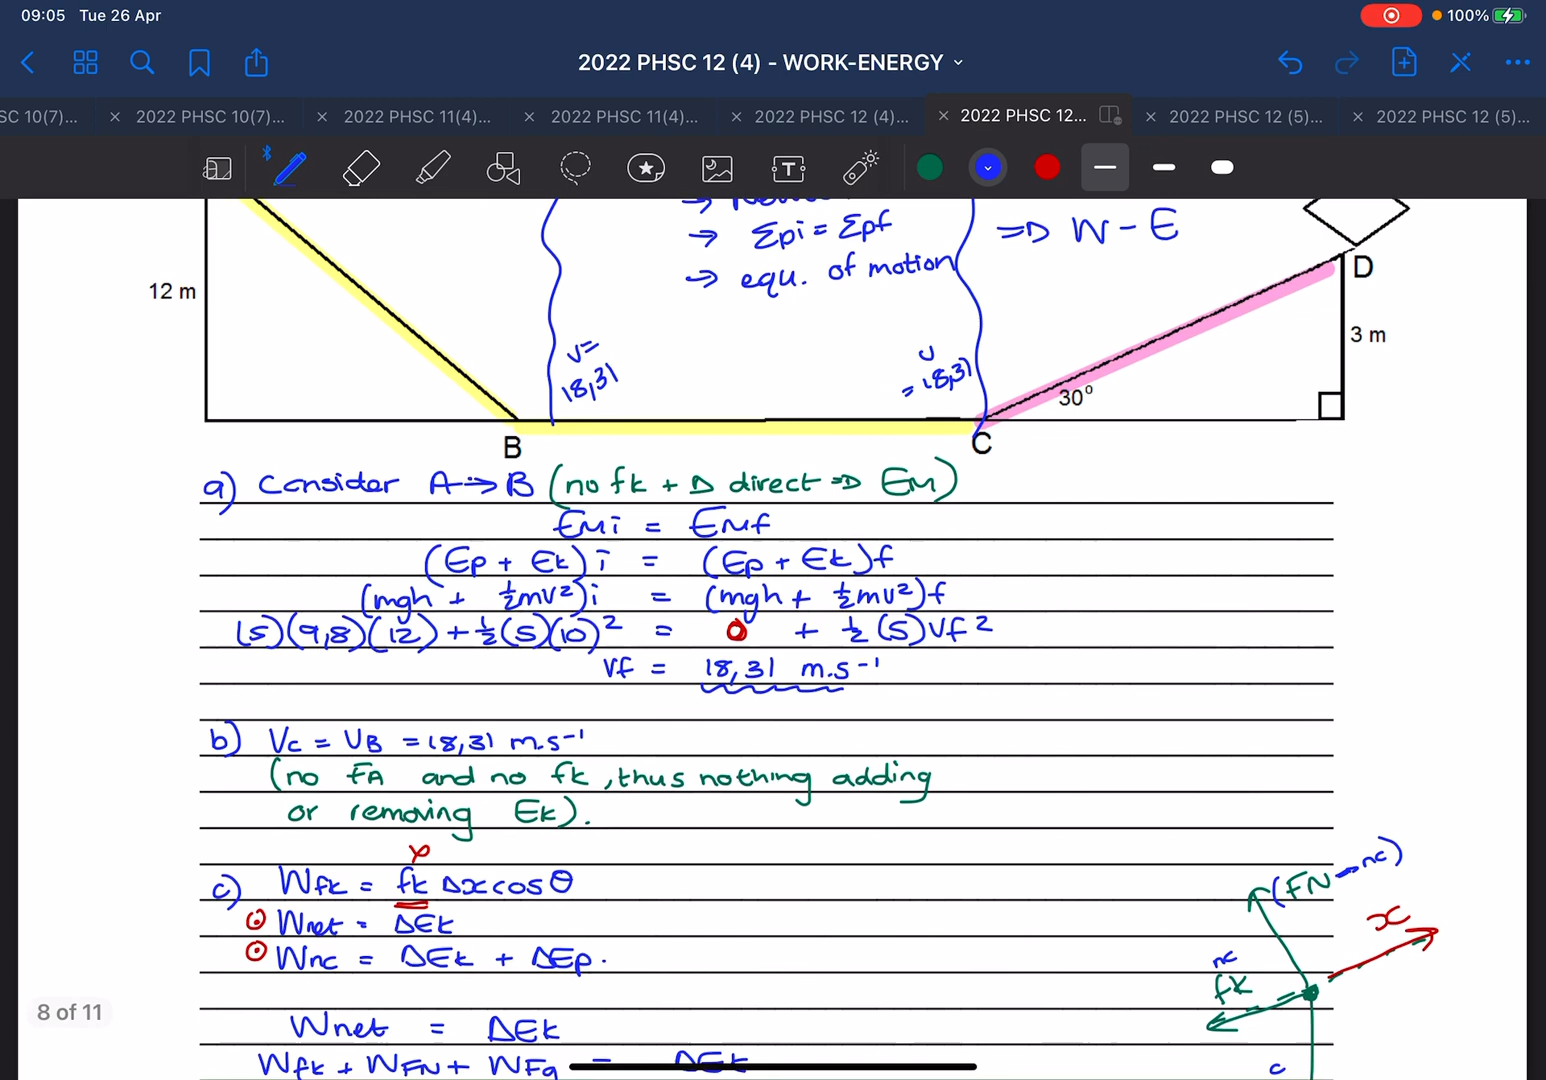 09:05 Tue 26 Apr
100%
2022 PHSC 12 (4) - WORK-ENERGY
SC 10(7)...
2022 PHSC 10(7)...
2022 PHSC 11(4)...
2022 PHSC 11(4)...
2022 PHSC 12 (4)...
2022 PHSC 12...
2022 PHSC 12 (5)...
2022 PHSC 12 (5)...
T
→ Σpi = Σpf
→ equ. of motion
⇒ W - E
12 m
D
3 m
v=
18,31
v
= 18,31
30°
B
C
a) Consider A → B (no fk + Δ direct ⇒ EM)
EMi = EMf
(Ep + Ek)i = (Ep + Ek)f
(mgh + ½mv²)i = (mgh + ½mv²)f
(5)(9,8)(12) + ½(5)(10)² = 0 + ½(5)vf²
vf = 18,31 m.s⁻¹
b) Vc = VB = 18,31 m.s⁻¹
(no FA and no fk, thus nothing adding
or removing Ek).
c) Wfk = fk Δx cos θ
Wnet = ΔEk
Wnc = ΔEk + ΔEp.
(FN → nc)
x
nc
fk
c
8 of 11
Wnet = ΔEk
Wfk + WFN + WFg = ΔEk